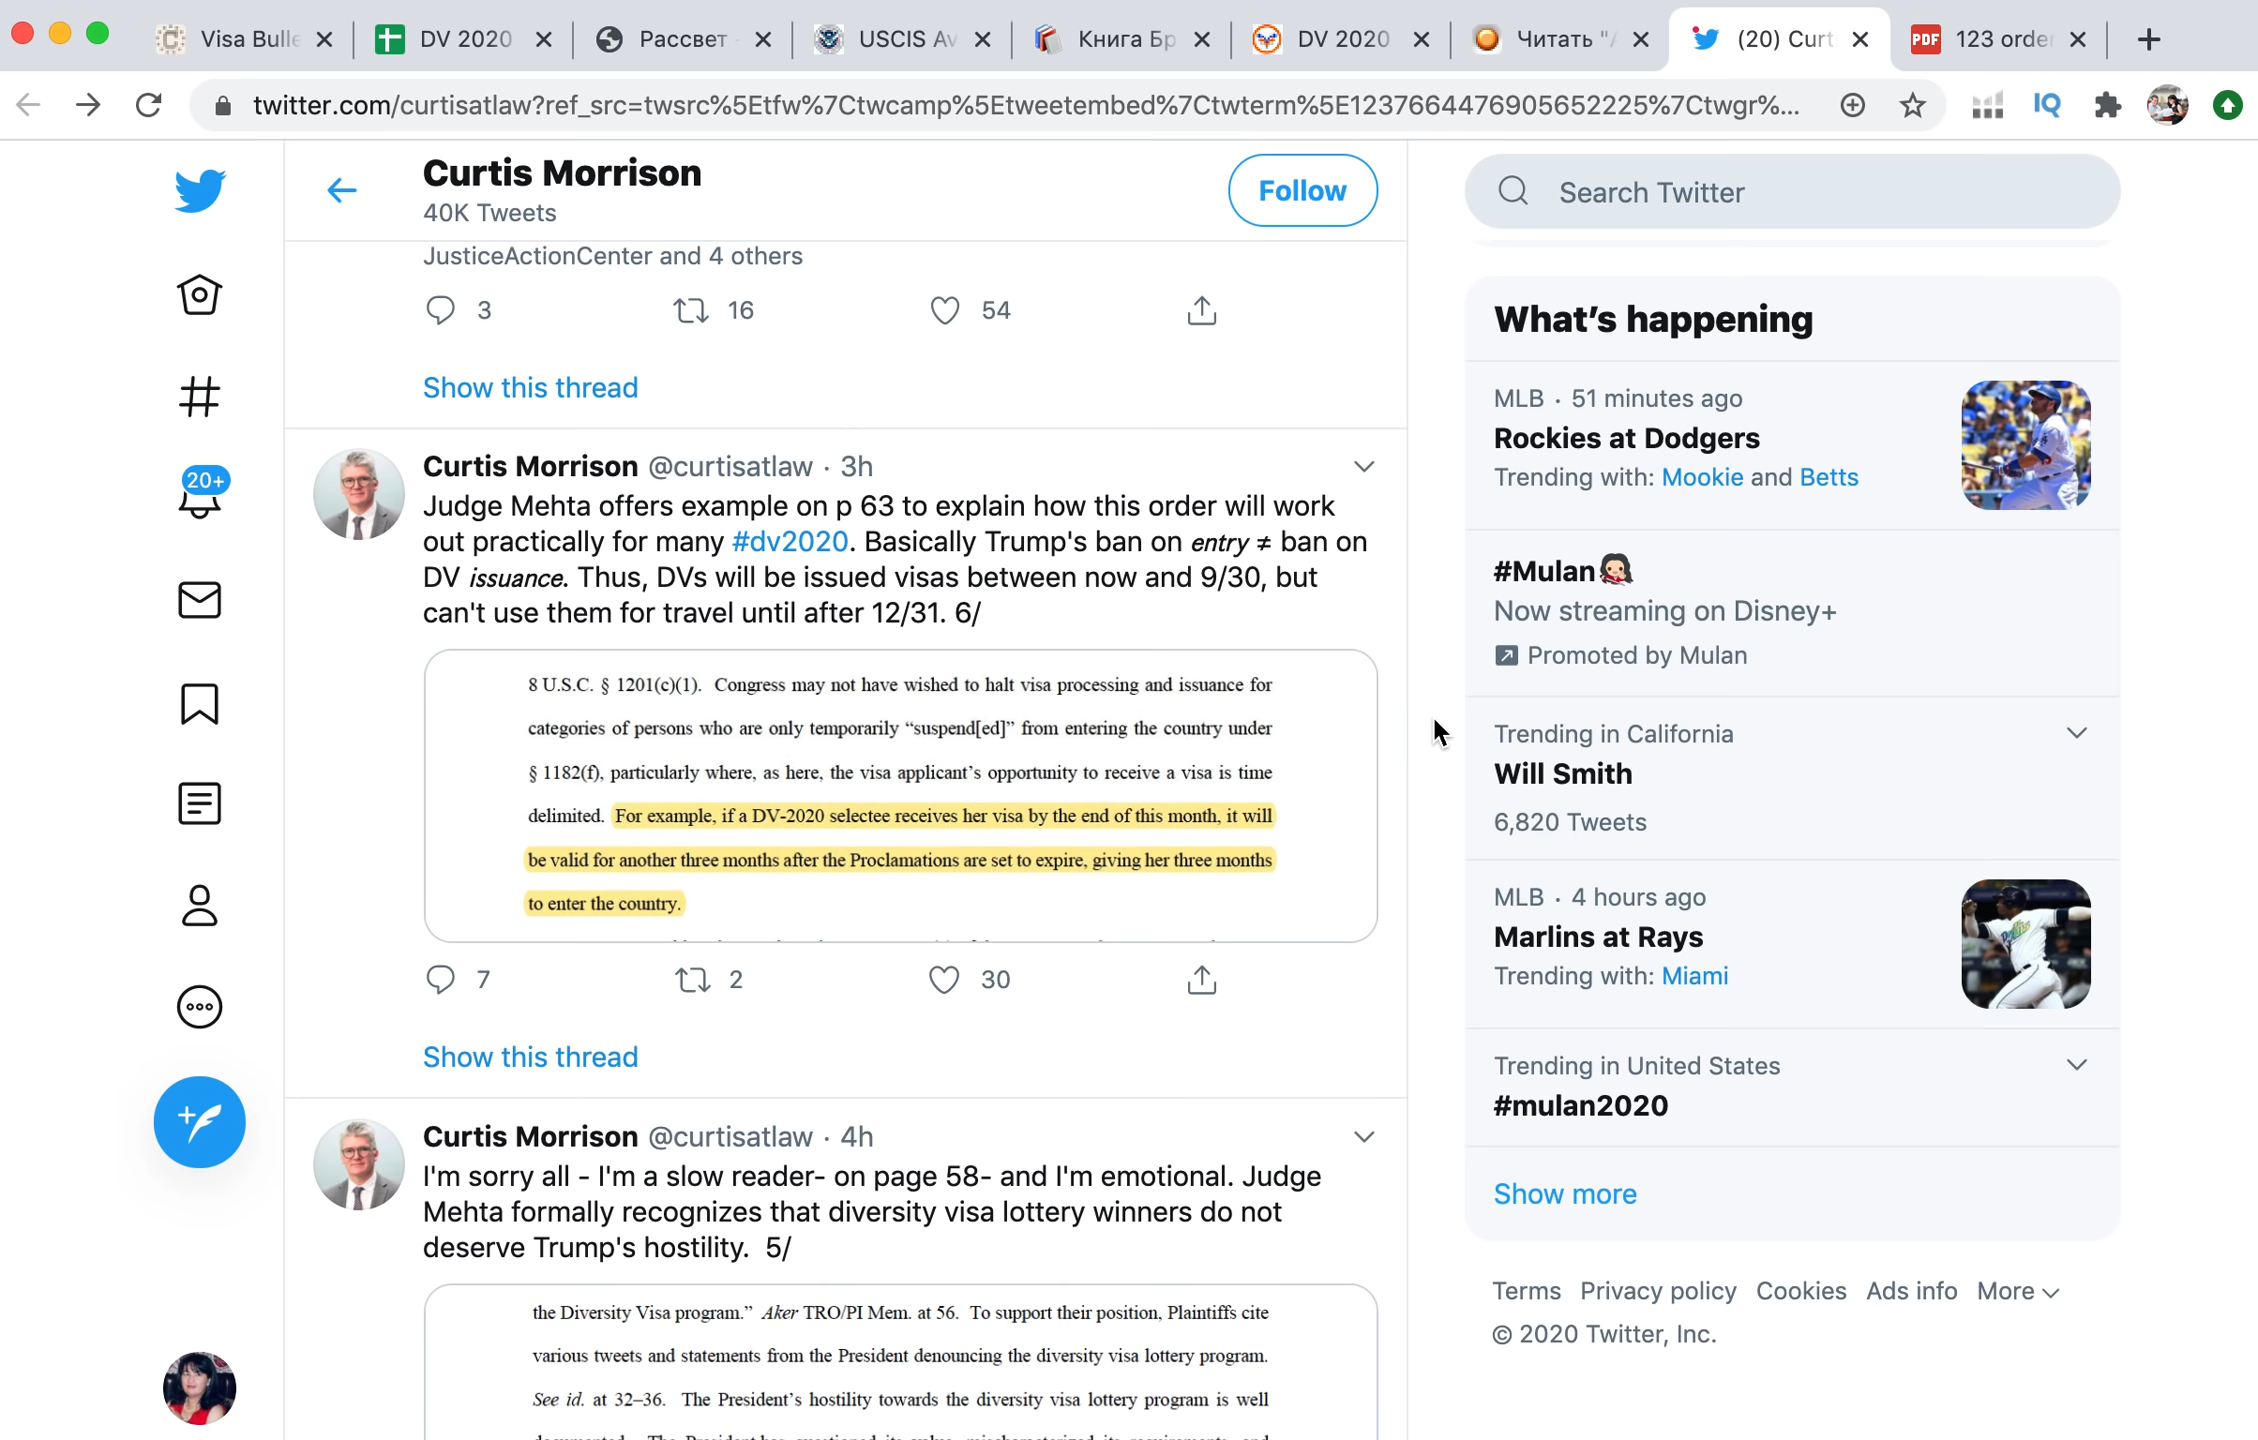 Visa Bulle
DV 2020
Рассвет
USCIS Av
Книга Бр
DV 2020
Читать "
(20) Curt
PDF
123 orde
twitter.com/curtisatlaw?ref_src=twsrc%5Etfw%7Ctwcamp%5Etweetembed%7Ctwterm%5E1237664476905652225%7Ctwgr%...
IQ
Curtis Morrison
40K Tweets
Follow
Search Twitter
JusticeActionCenter and 4 others
3 16 54
Show this thread
20+
Curtis Morrison @curtisatlaw · 3h
Judge Mehta offers example on p 63 to explain how this order will work
out practically for many #dv2020. Basically Trump's ban on entry ≠ ban on
DV issuance. Thus, DVs will be issued visas between now and 9/30, but
can't use them for travel until after 12/31. 6/
8 U.S.C. § 1201(c)(1). Congress may not have wished to halt visa processing and issuance for
categories of persons who are only temporarily “suspend[ed]” from entering the country under
§ 1182(f), particularly where, as here, the visa applicant’s opportunity to receive a visa is time
delimited. For example, if a DV-2020 selectee receives her visa by the end of this month, it will
be valid for another three months after the Proclamations are set to expire, giving her three months
to enter the country.
7 2 30
Show this thread
Curtis Morrison @curtisatlaw · 4h
I'm sorry all - I'm a slow reader- on page 58- and I'm emotional. Judge
Mehta formally recognizes that diversity visa lottery winners do not
deserve Trump's hostility. 5/
the Diversity Visa program.” Aker TRO/PI Mem. at 56. To support their position, Plaintiffs cite
various tweets and statements from the President denouncing the diversity visa lottery program.
See id. at 32–36. The President’s hostility towards the diversity visa lottery program is well
What’s happening
MLB · 51 minutes ago
Rockies at Dodgers
Trending with: Mookie and Betts
#Mulan
Now streaming on Disney+
Promoted by Mulan
Trending in California
Will Smith
6,820 Tweets
MLB · 4 hours ago
Marlins at Rays
Trending with: Miami
Trending in United States
#mulan2020
Show more
Terms Privacy policy Cookies Ads info More
© 2020 Twitter, Inc.